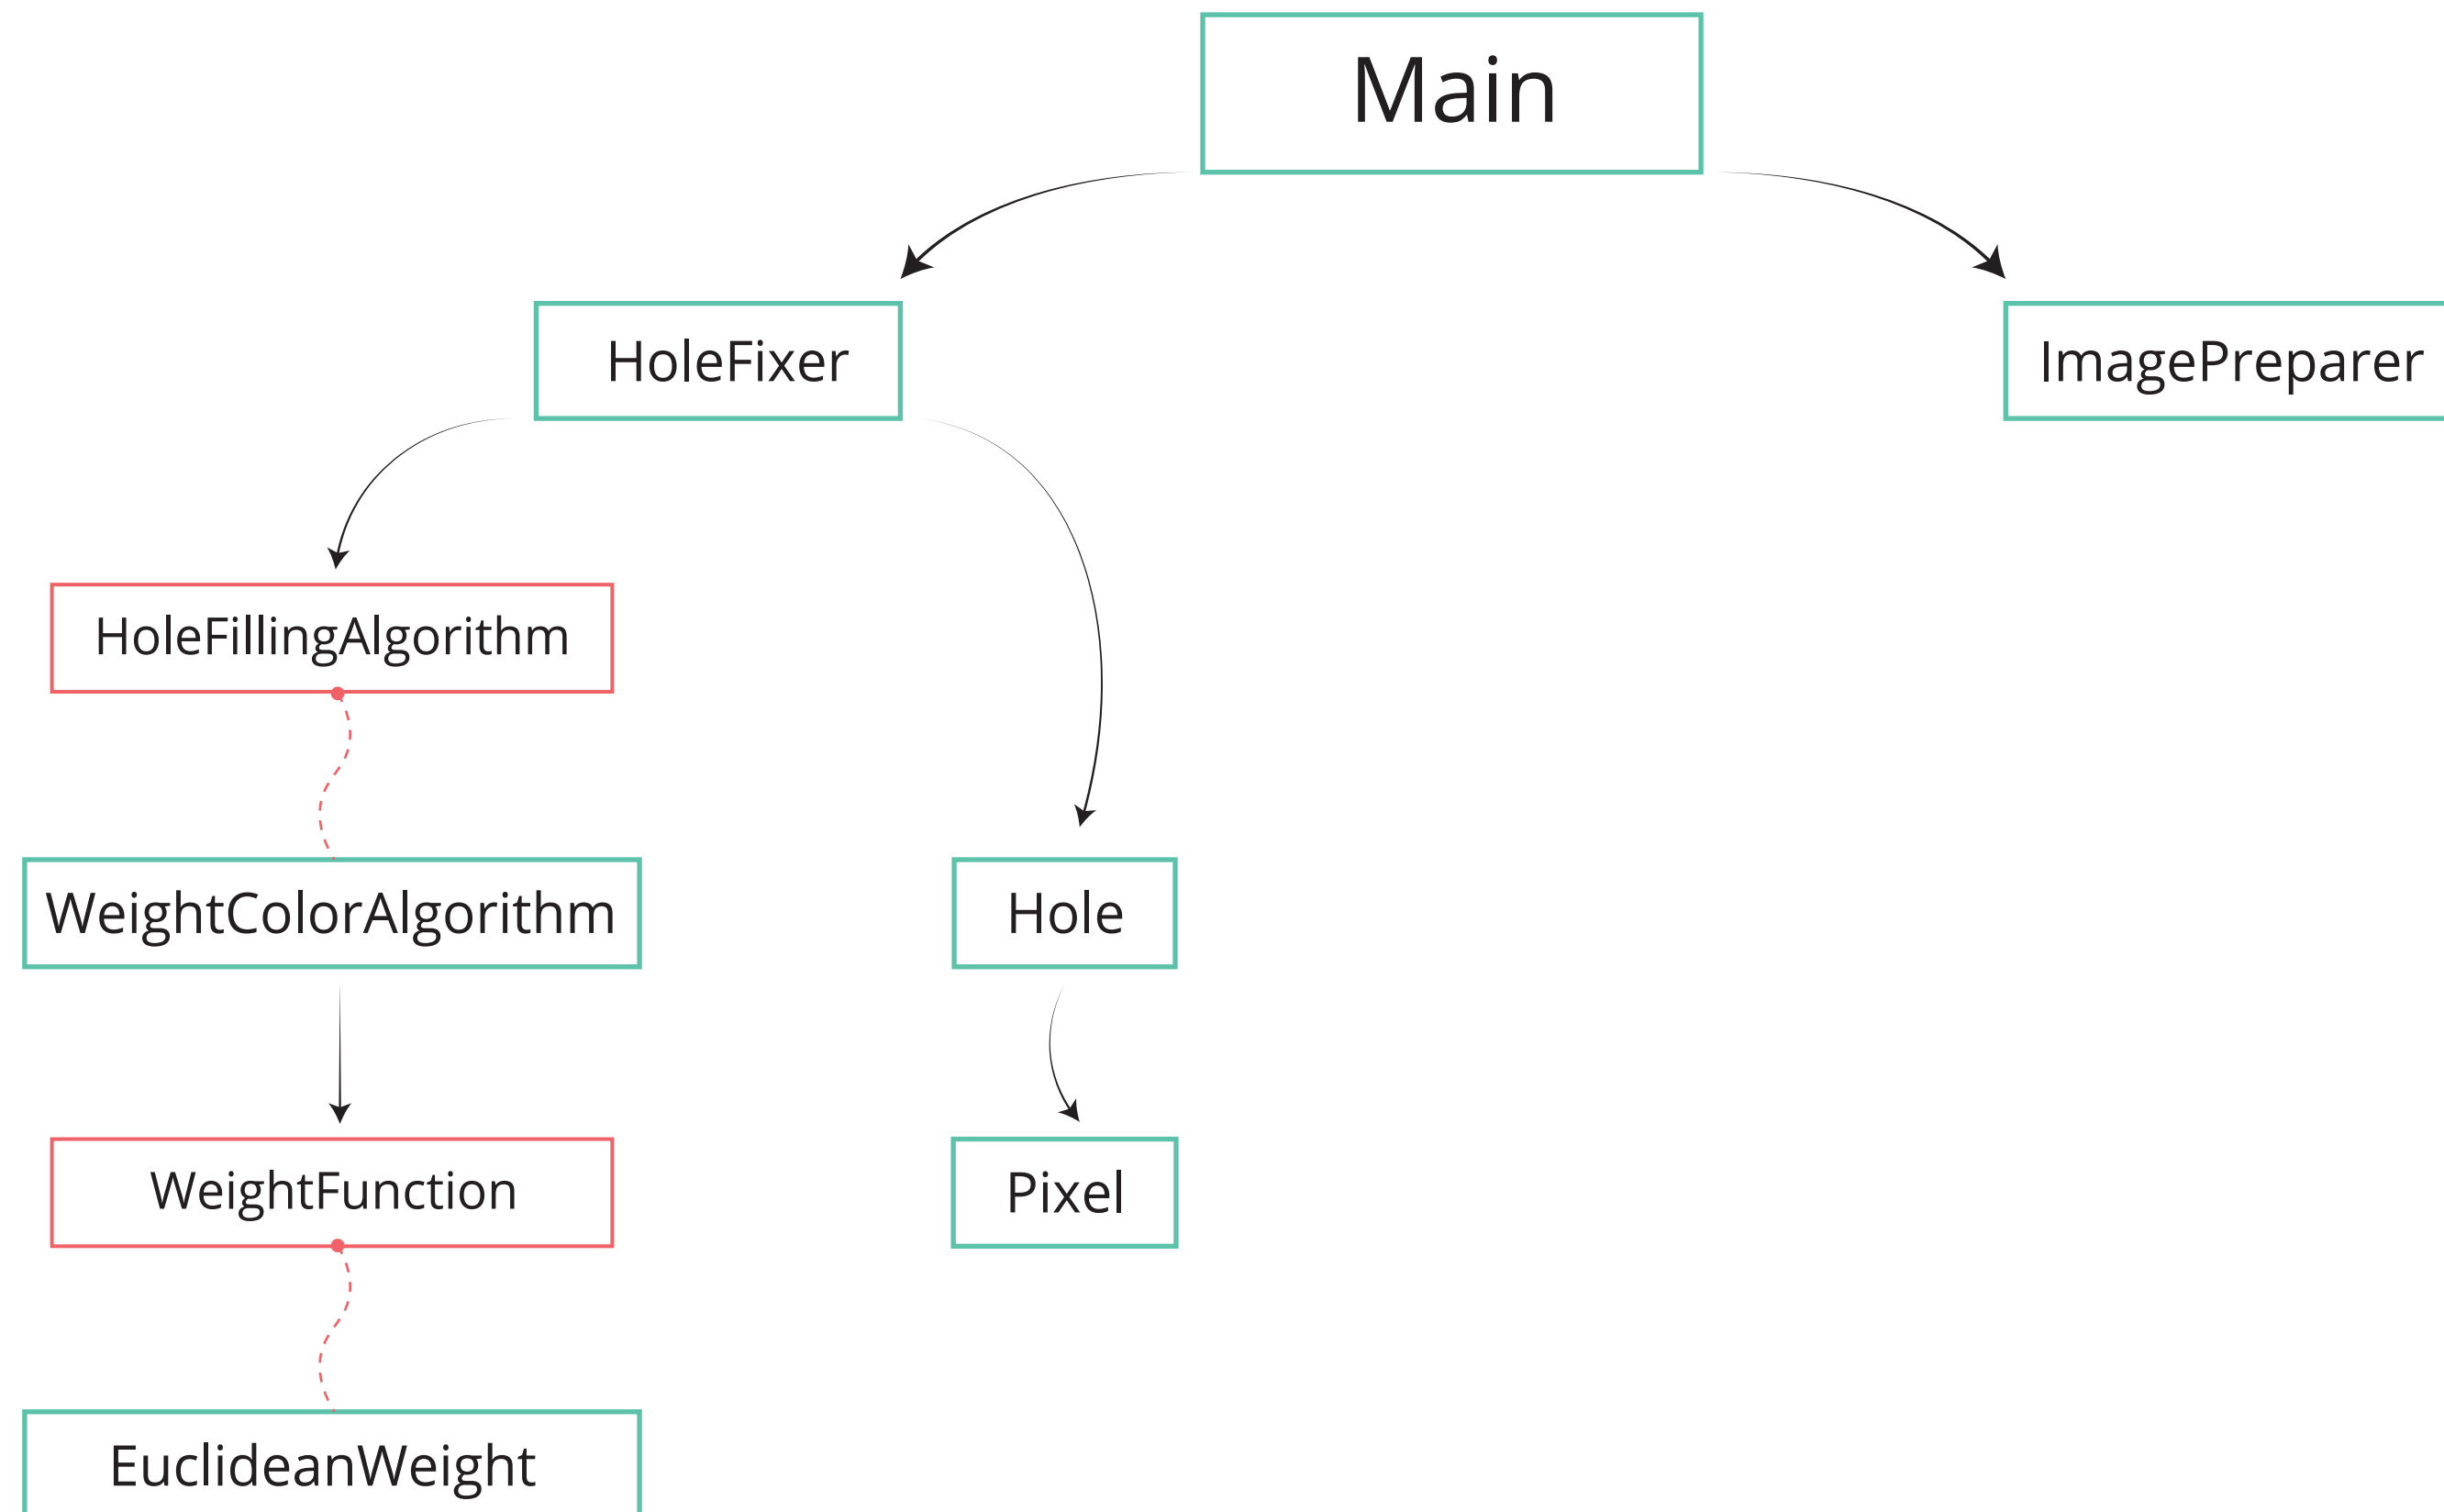 Main
HoleFixer
ImagePreparer
HoleFillingAlgorithm
WeightColorAlgorithm
Hole
WeightFunction
Pixel
EuclideanWeight